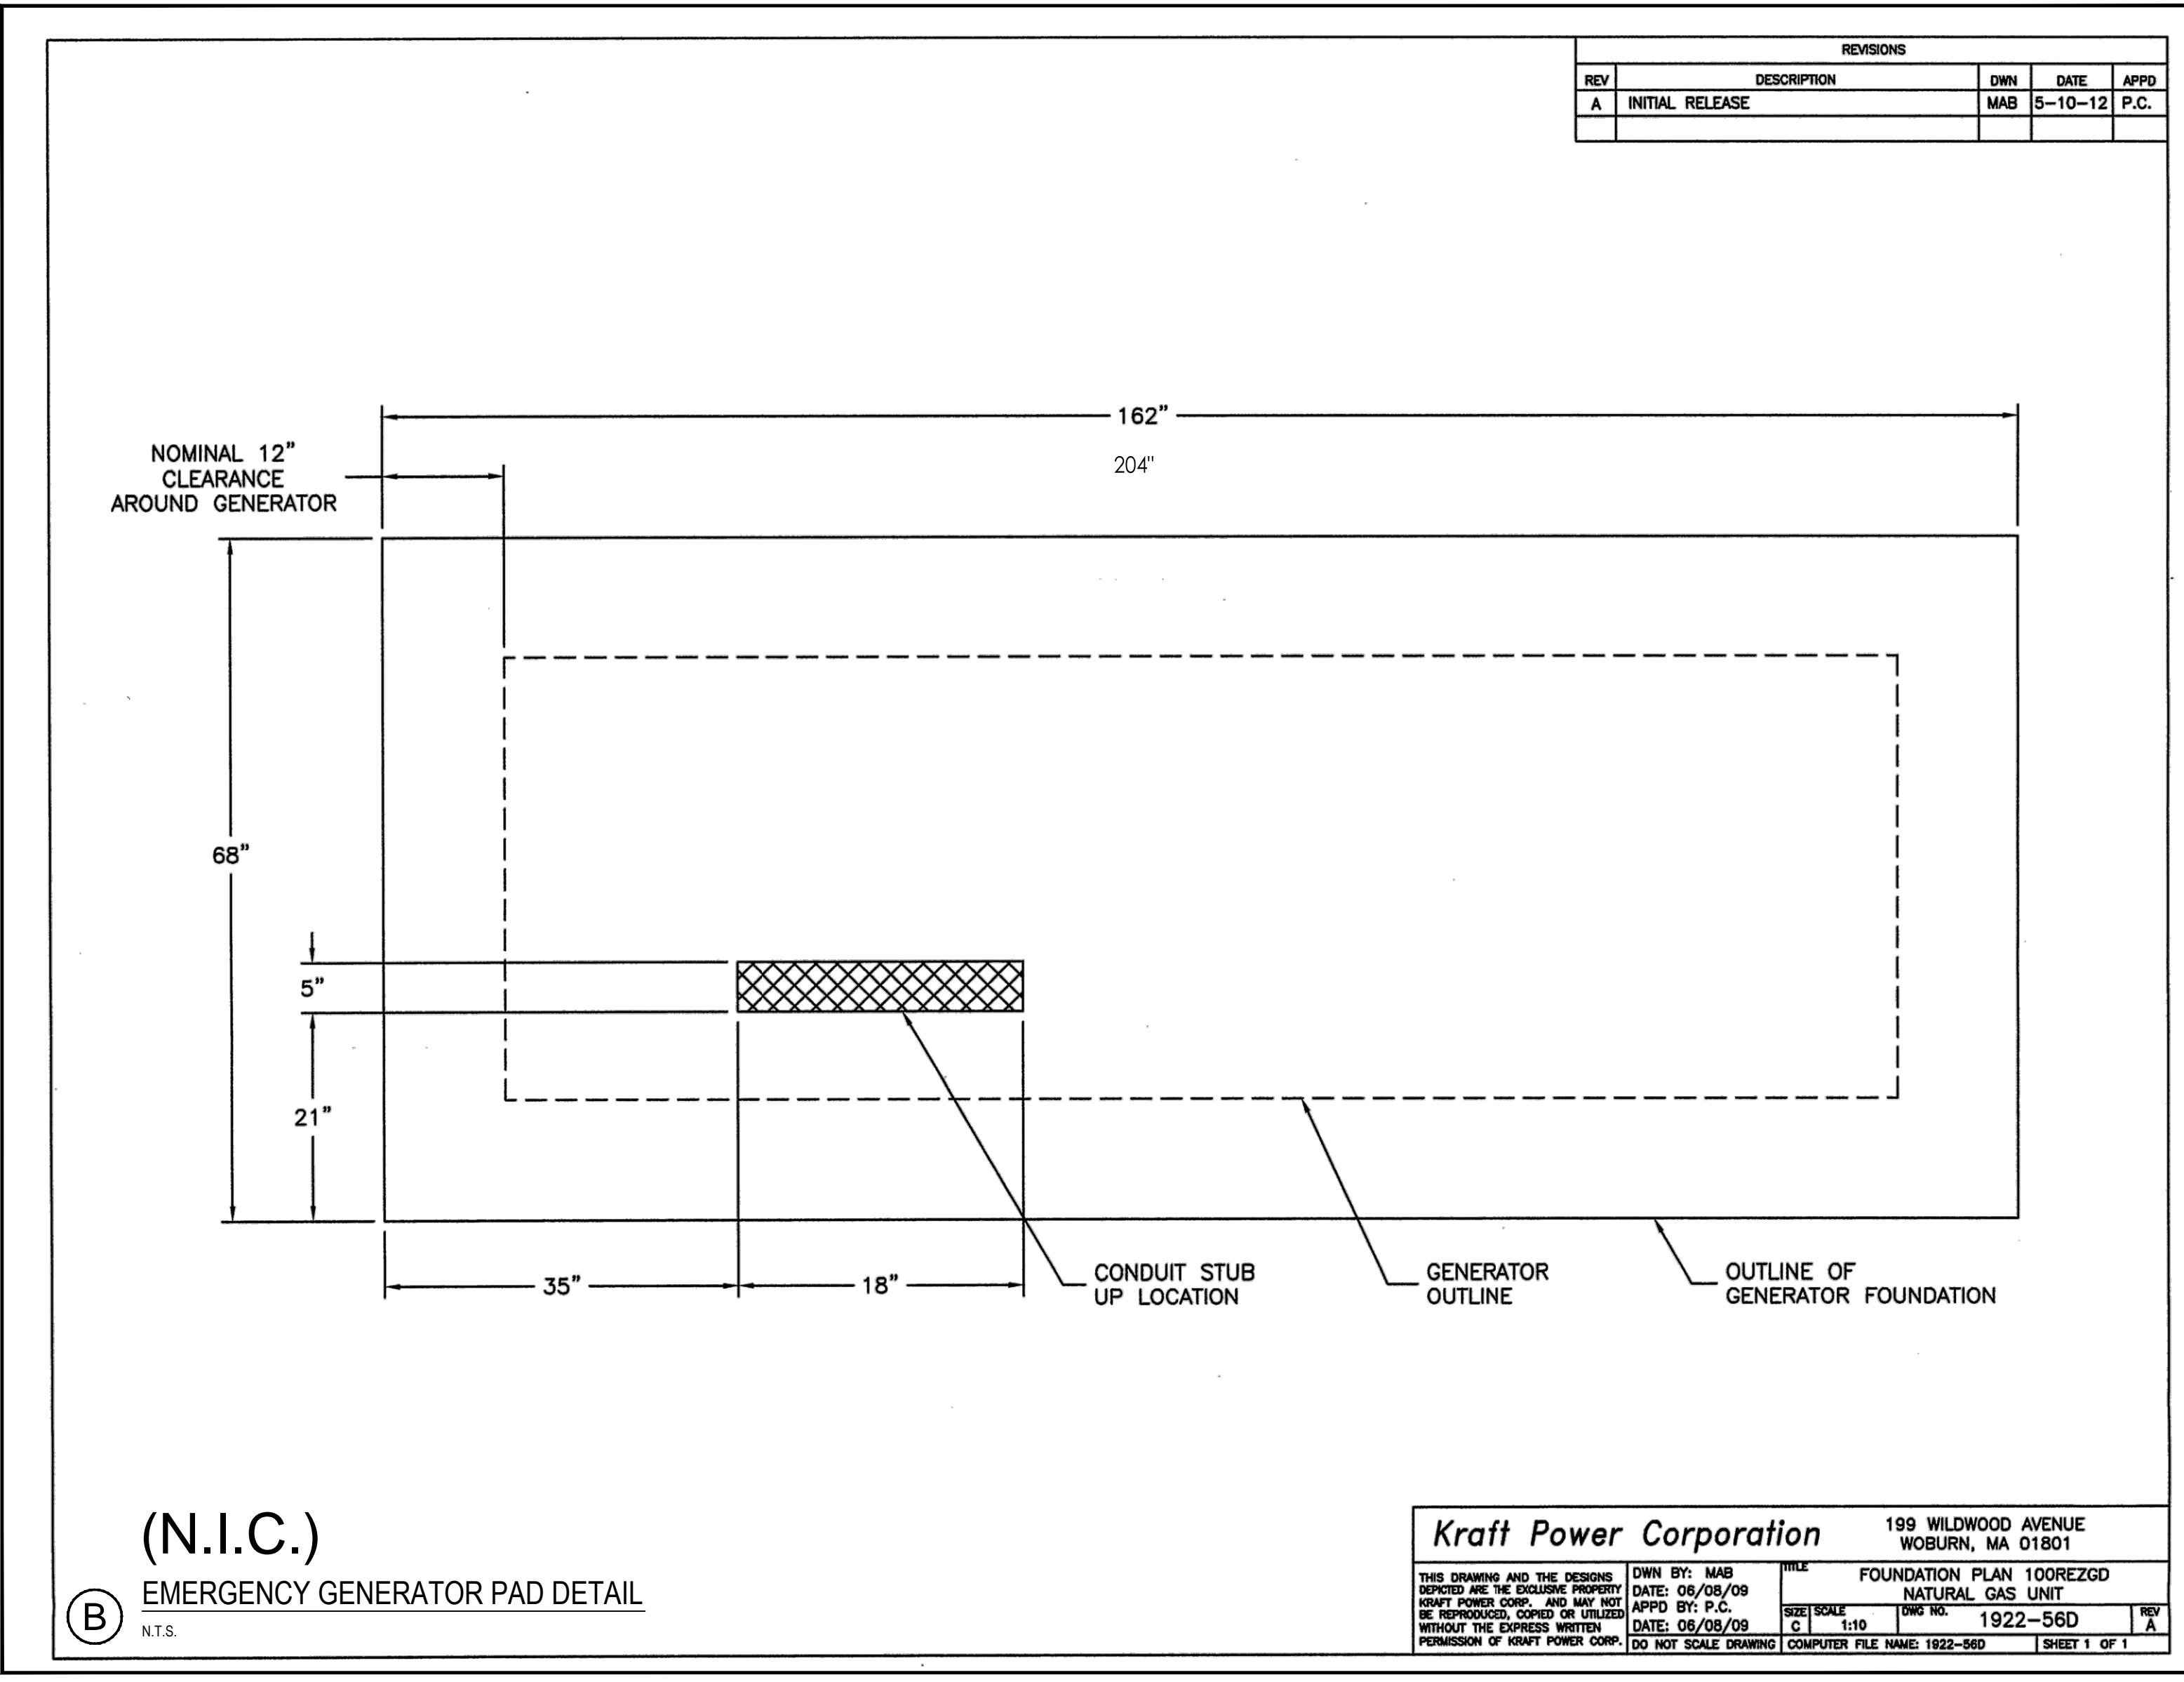 REVISIONS
REV DESCRIPTION DWN DATE APPD
A INITIAL RELEASE MAB 5-10-12 P.C.
162"
204"
NOMINAL 12"
CLEARANCE
AROUND GENERATOR
68"
5"
21"
35"
18"
CONDUIT STUB
UP LOCATION
GENERATOR
OUTLINE
OUTLINE OF
GENERATOR FOUNDATION
(N.I.C.)
B
EMERGENCY GENERATOR PAD DETAIL
N.T.S.
Kraft Power Corporation
199 WILDWOOD AVENUE
WOBURN, MA 01801
THIS DRAWING AND THE DESIGNS
DEPICTED ARE THE EXCLUSIVE PROPERTY
KRAFT POWER CORP. AND MAY NOT
BE REPRODUCED, COPIED OR UTILIZED
WITHOUT THE EXPRESS WRITTEN
PERMISSION OF KRAFT POWER CORP.
DWN BY: MAB
DATE: 06/08/09
APPD BY: P.C.
DATE: 06/08/09
DO NOT SCALE DRAWING
TITLE
FOUNDATION PLAN 100REZGD
NATURAL GAS UNIT
SIZE SCALE DWG NO. REV
C 1:10 1922-56D A
COMPUTER FILE NAME: 1922-56D SHEET 1 OF 1